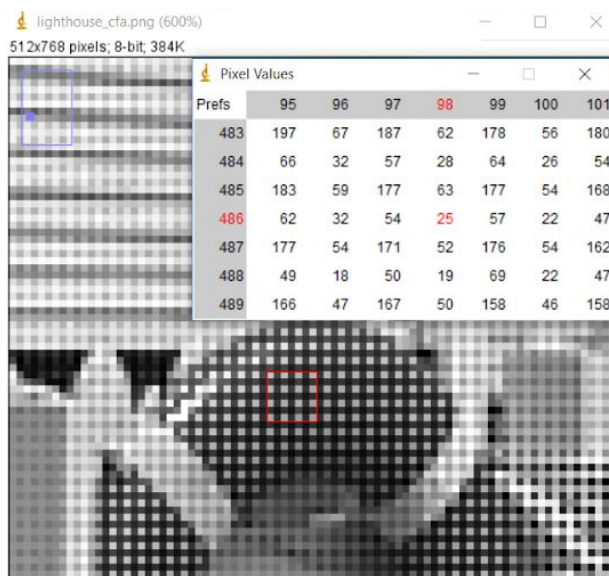 lighthouse_cfa.png (600%)
512x768 pixels; 8-bit; 384K
Pixel Values
Prefs 95 96 97 98 99 100 101
483 197 67 187 62 178 56 180
484 66 32 57 28 64 26 54
485 183 59 177 63 177 54 168
486 62 32 54 25 57 22 47
487 177 54 171 52 176 54 162
488 49 18 50 19 69 22 47
489 166 47 167 50 158 46 158